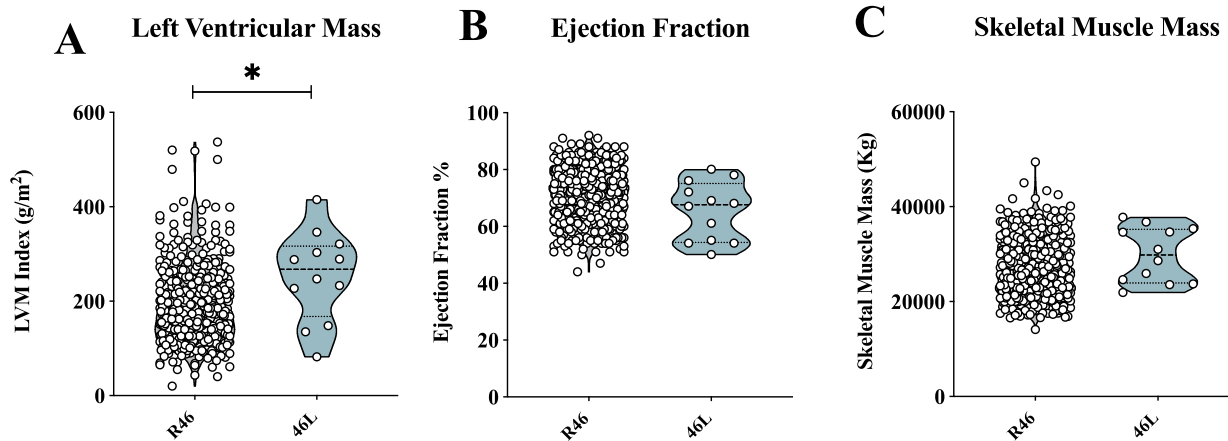 A
Left Ventricular Mass
*
LVM Index (g/m²)
600
400
200
0
R46
46L
B
Ejection Fraction
Ejection Fraction %
100
80
60
40
20
0
R46
46L
C
Skeletal Muscle Mass
Skeletal Muscle Mass (Kg)
60000
40000
20000
0
R46
46L